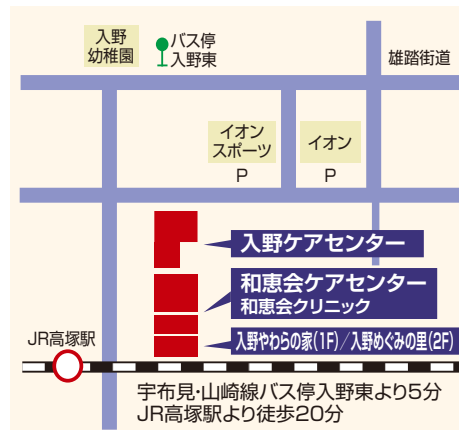 入野
幼稚園
バス停
入野東
雄踏街道
イオン
スポーツ
P
イオン
P
入野ケアセンター
和恵会ケアセンター
和恵会クリニック
入野やわらの家(1F)／入野めぐみの里(2F)
JR高塚駅
宇布見・山崎線バス停入野東より5分
JR高塚駅より徒歩20分